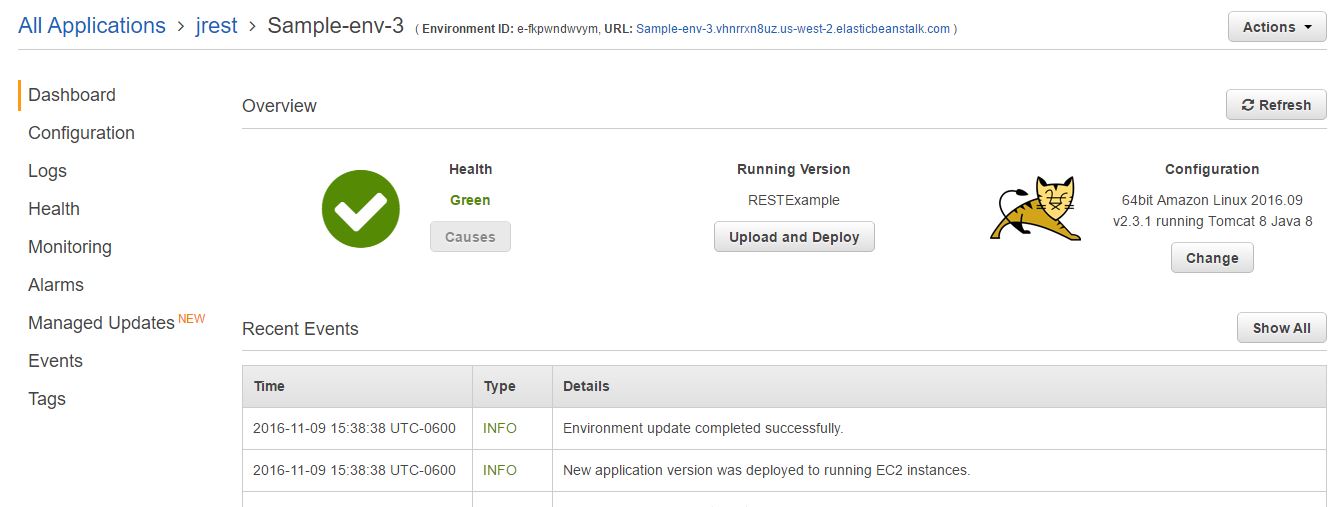 All Applications > jrest > Sample-env-3 ( Environment ID: e-fkpwndwvym, URL: Sample-env-3.vhnrrxn8uz.us-west-2.elasticbeanstalk.com )
Actions
Dashboard
Configuration
Logs
Health
Monitoring
Alarms
Managed Updates NEW
Events
Tags
Overview
Refresh
Health
Green
Causes
Running Version
RESTExample
Upload and Deploy
Configuration
64bit Amazon Linux 2016.09
v2.3.1 running Tomcat 8 Java 8
Change
Recent Events
Show All
Time Type Details
2016-11-09 15:38:38 UTC-0600 INFO Environment update completed successfully.
2016-11-09 15:38:38 UTC-0600 INFO New application version was deployed to running EC2 instances.